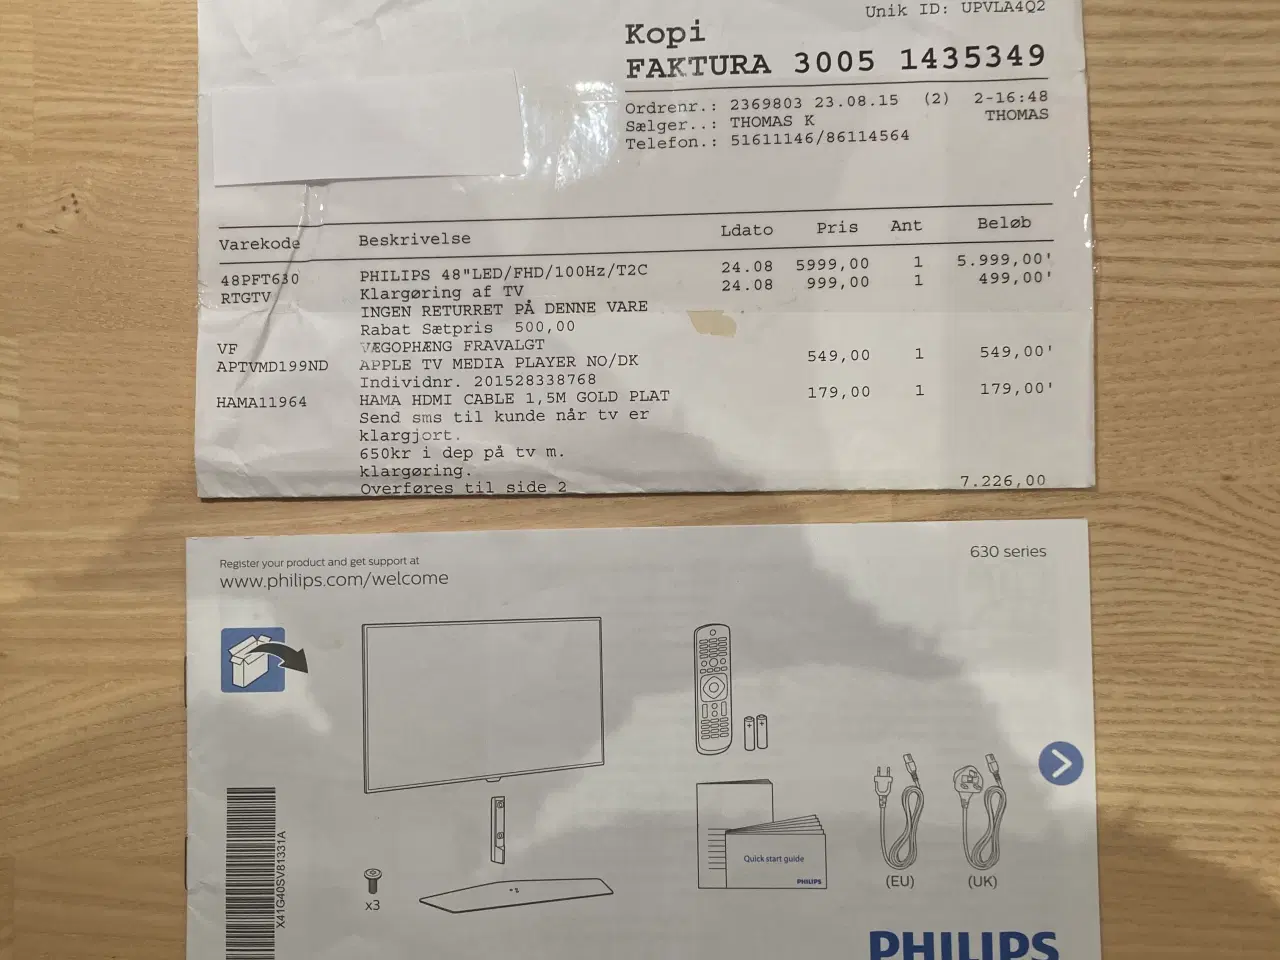 Unik ID: UPVLA4Q2
Kopi
FAKTURA 3005 1435349
Ordrenr.: 2369803 23.08.15 (2) 2-16:48
Sælger..: THOMAS K THOMAS
Telefon.: 51611146/86114564
Varekode Beskrivelse Ldato Pris Ant Beløb
48PFT630 PHILIPS 48"LED/FHD/100Hz/T2C 24.08 5999,00 1 5.999,00'
RTGTV Klargøring af TV 24.08 999,00 1 499,00'
INGEN RETURRET PÅ DENNE VARE
Rabat Sætpris 500,00
VF VÆGOPHÆNG FRAVALGT
APTVMD199ND APPLE TV MEDIA PLAYER NO/DK 549,00 1 549,00'
Individnr. 201528338768
HAMA11964 HAMA HDMI CABLE 1,5M GOLD PLAT 179,00 1 179,00'
Send sms til kunde når tv er
klargjort.
650kr i dep på tv m.
klargøring.
Overføres til side 2 7.226,00
Register your product and get support at
www.philips.com/welcome
630 series
x3
Quick start guide
PHILIPS
(EU) (UK)
X41G40SV81331A
PHILIPS